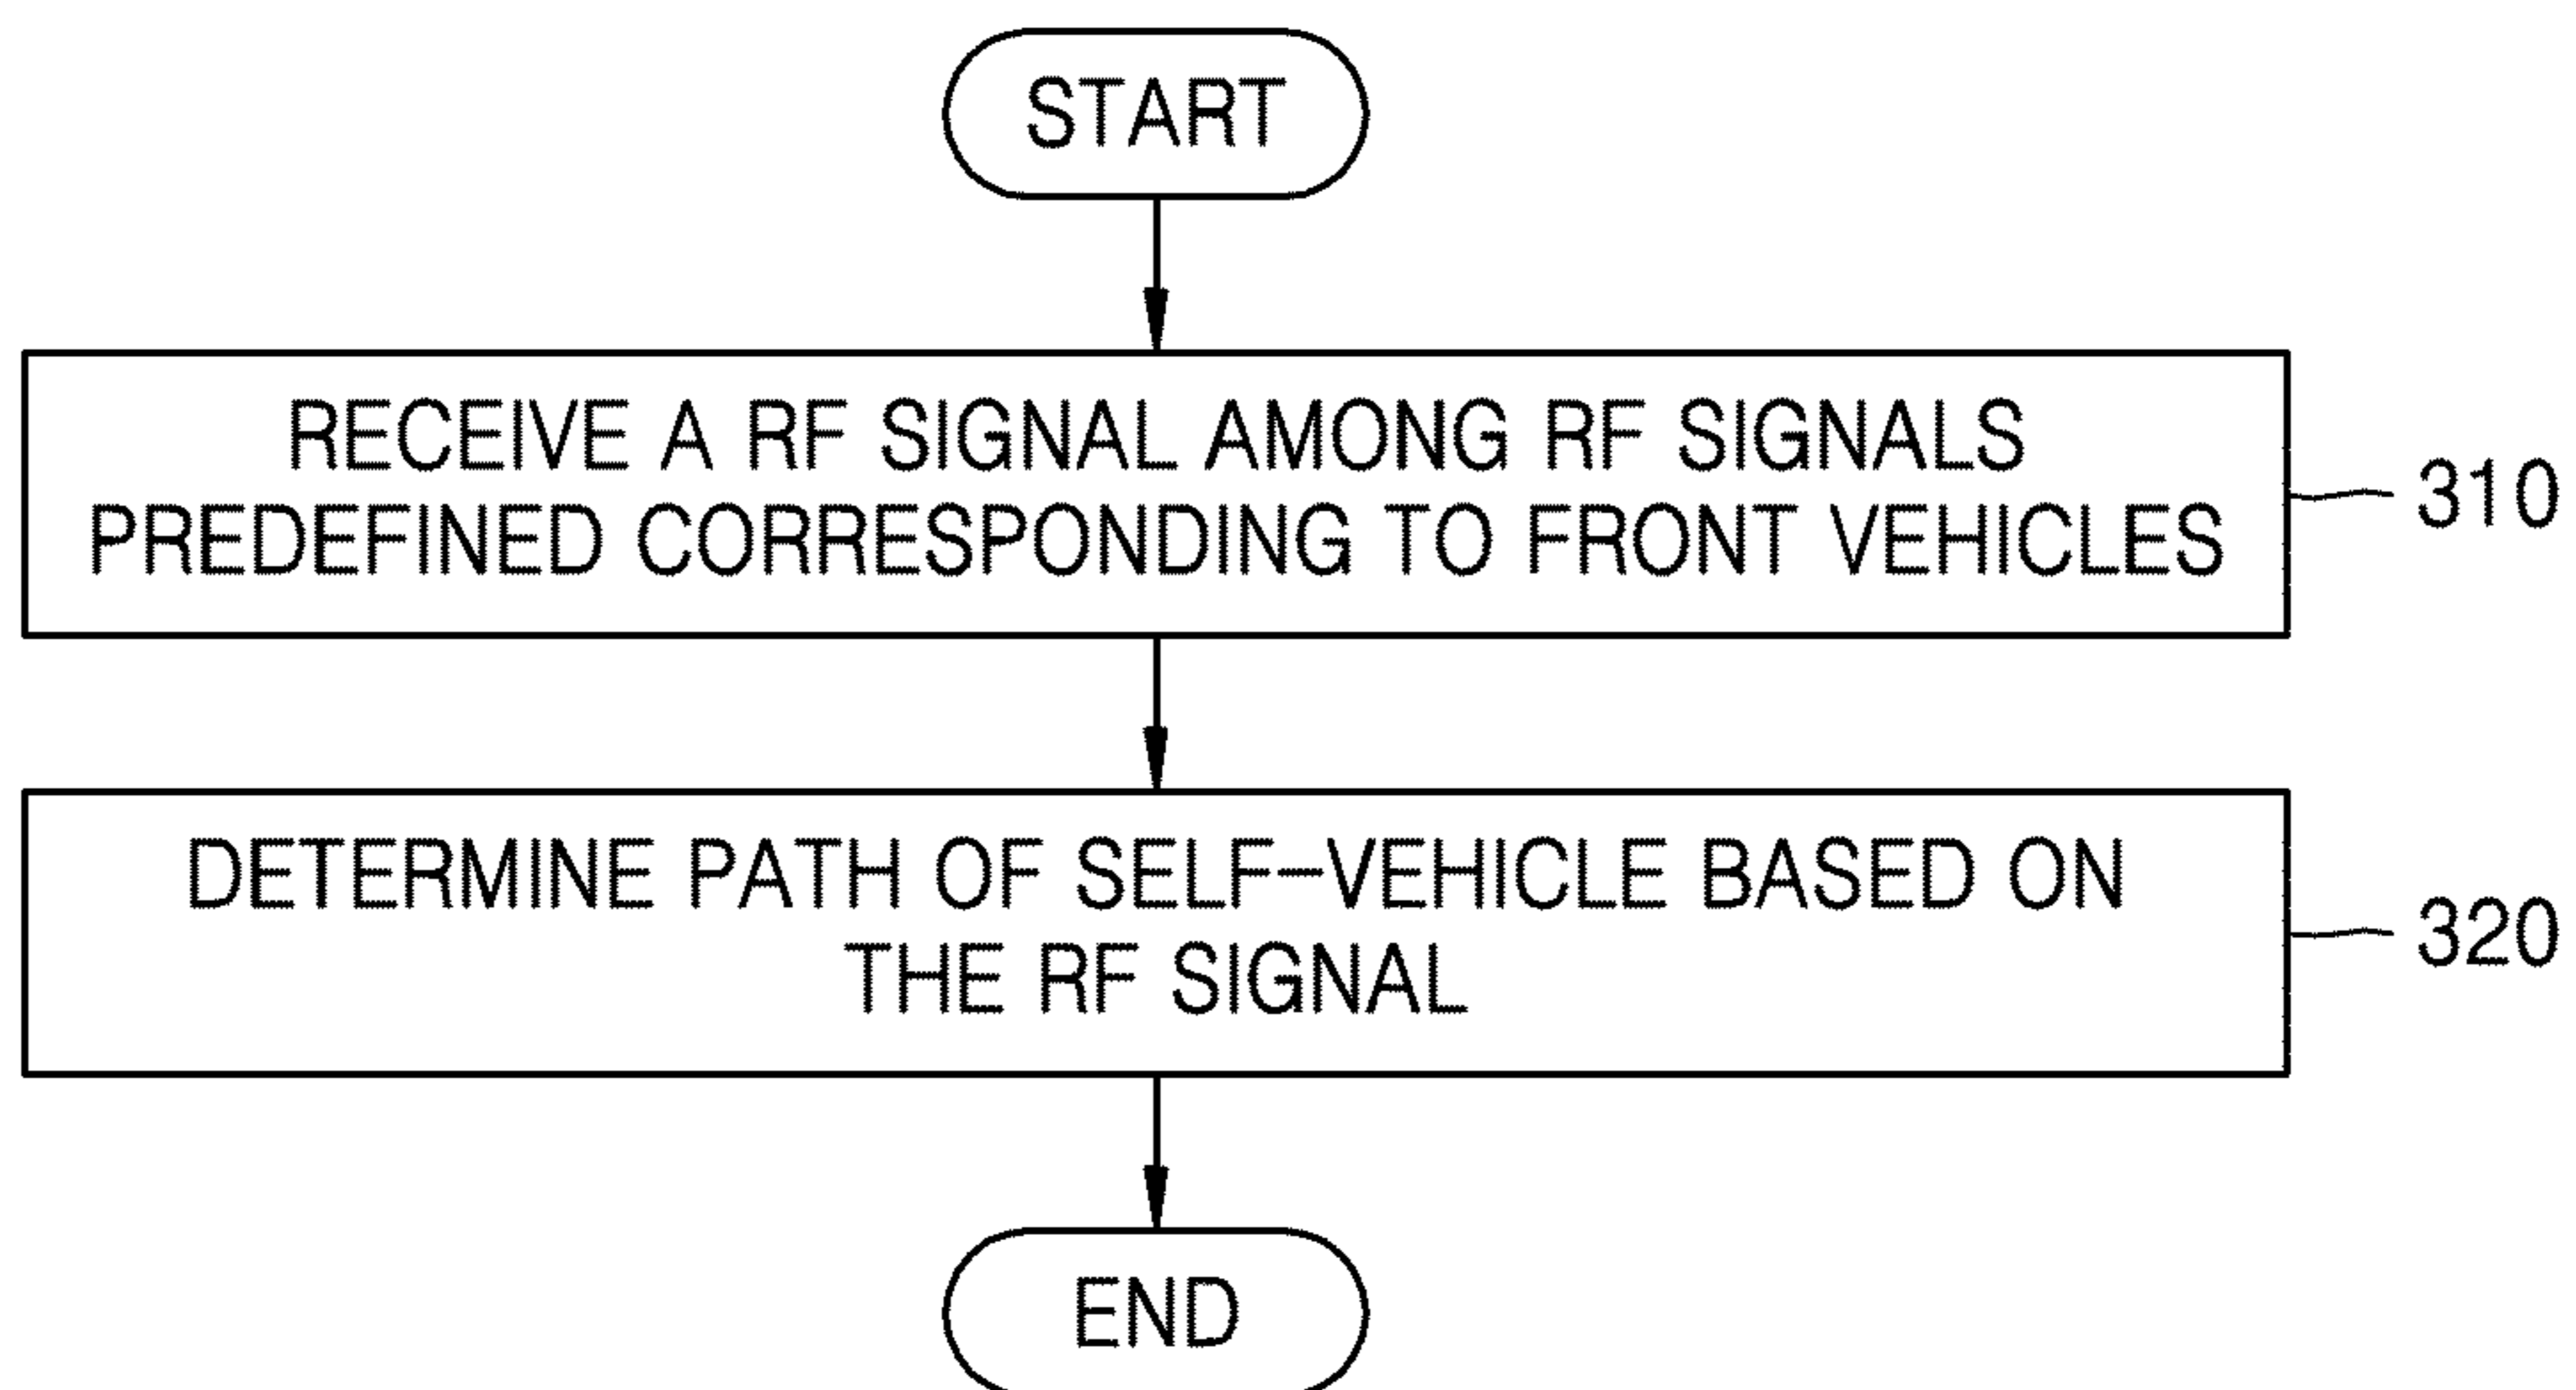 START
RECEIVE A RF SIGNAL AMONG RF SIGNALS
PREDEFINED CORRESPONDING TO FRONT VEHICLES
310
DETERMINE PATH OF SELF-VEHICLE BASED ON
THE RF SIGNAL
320
END